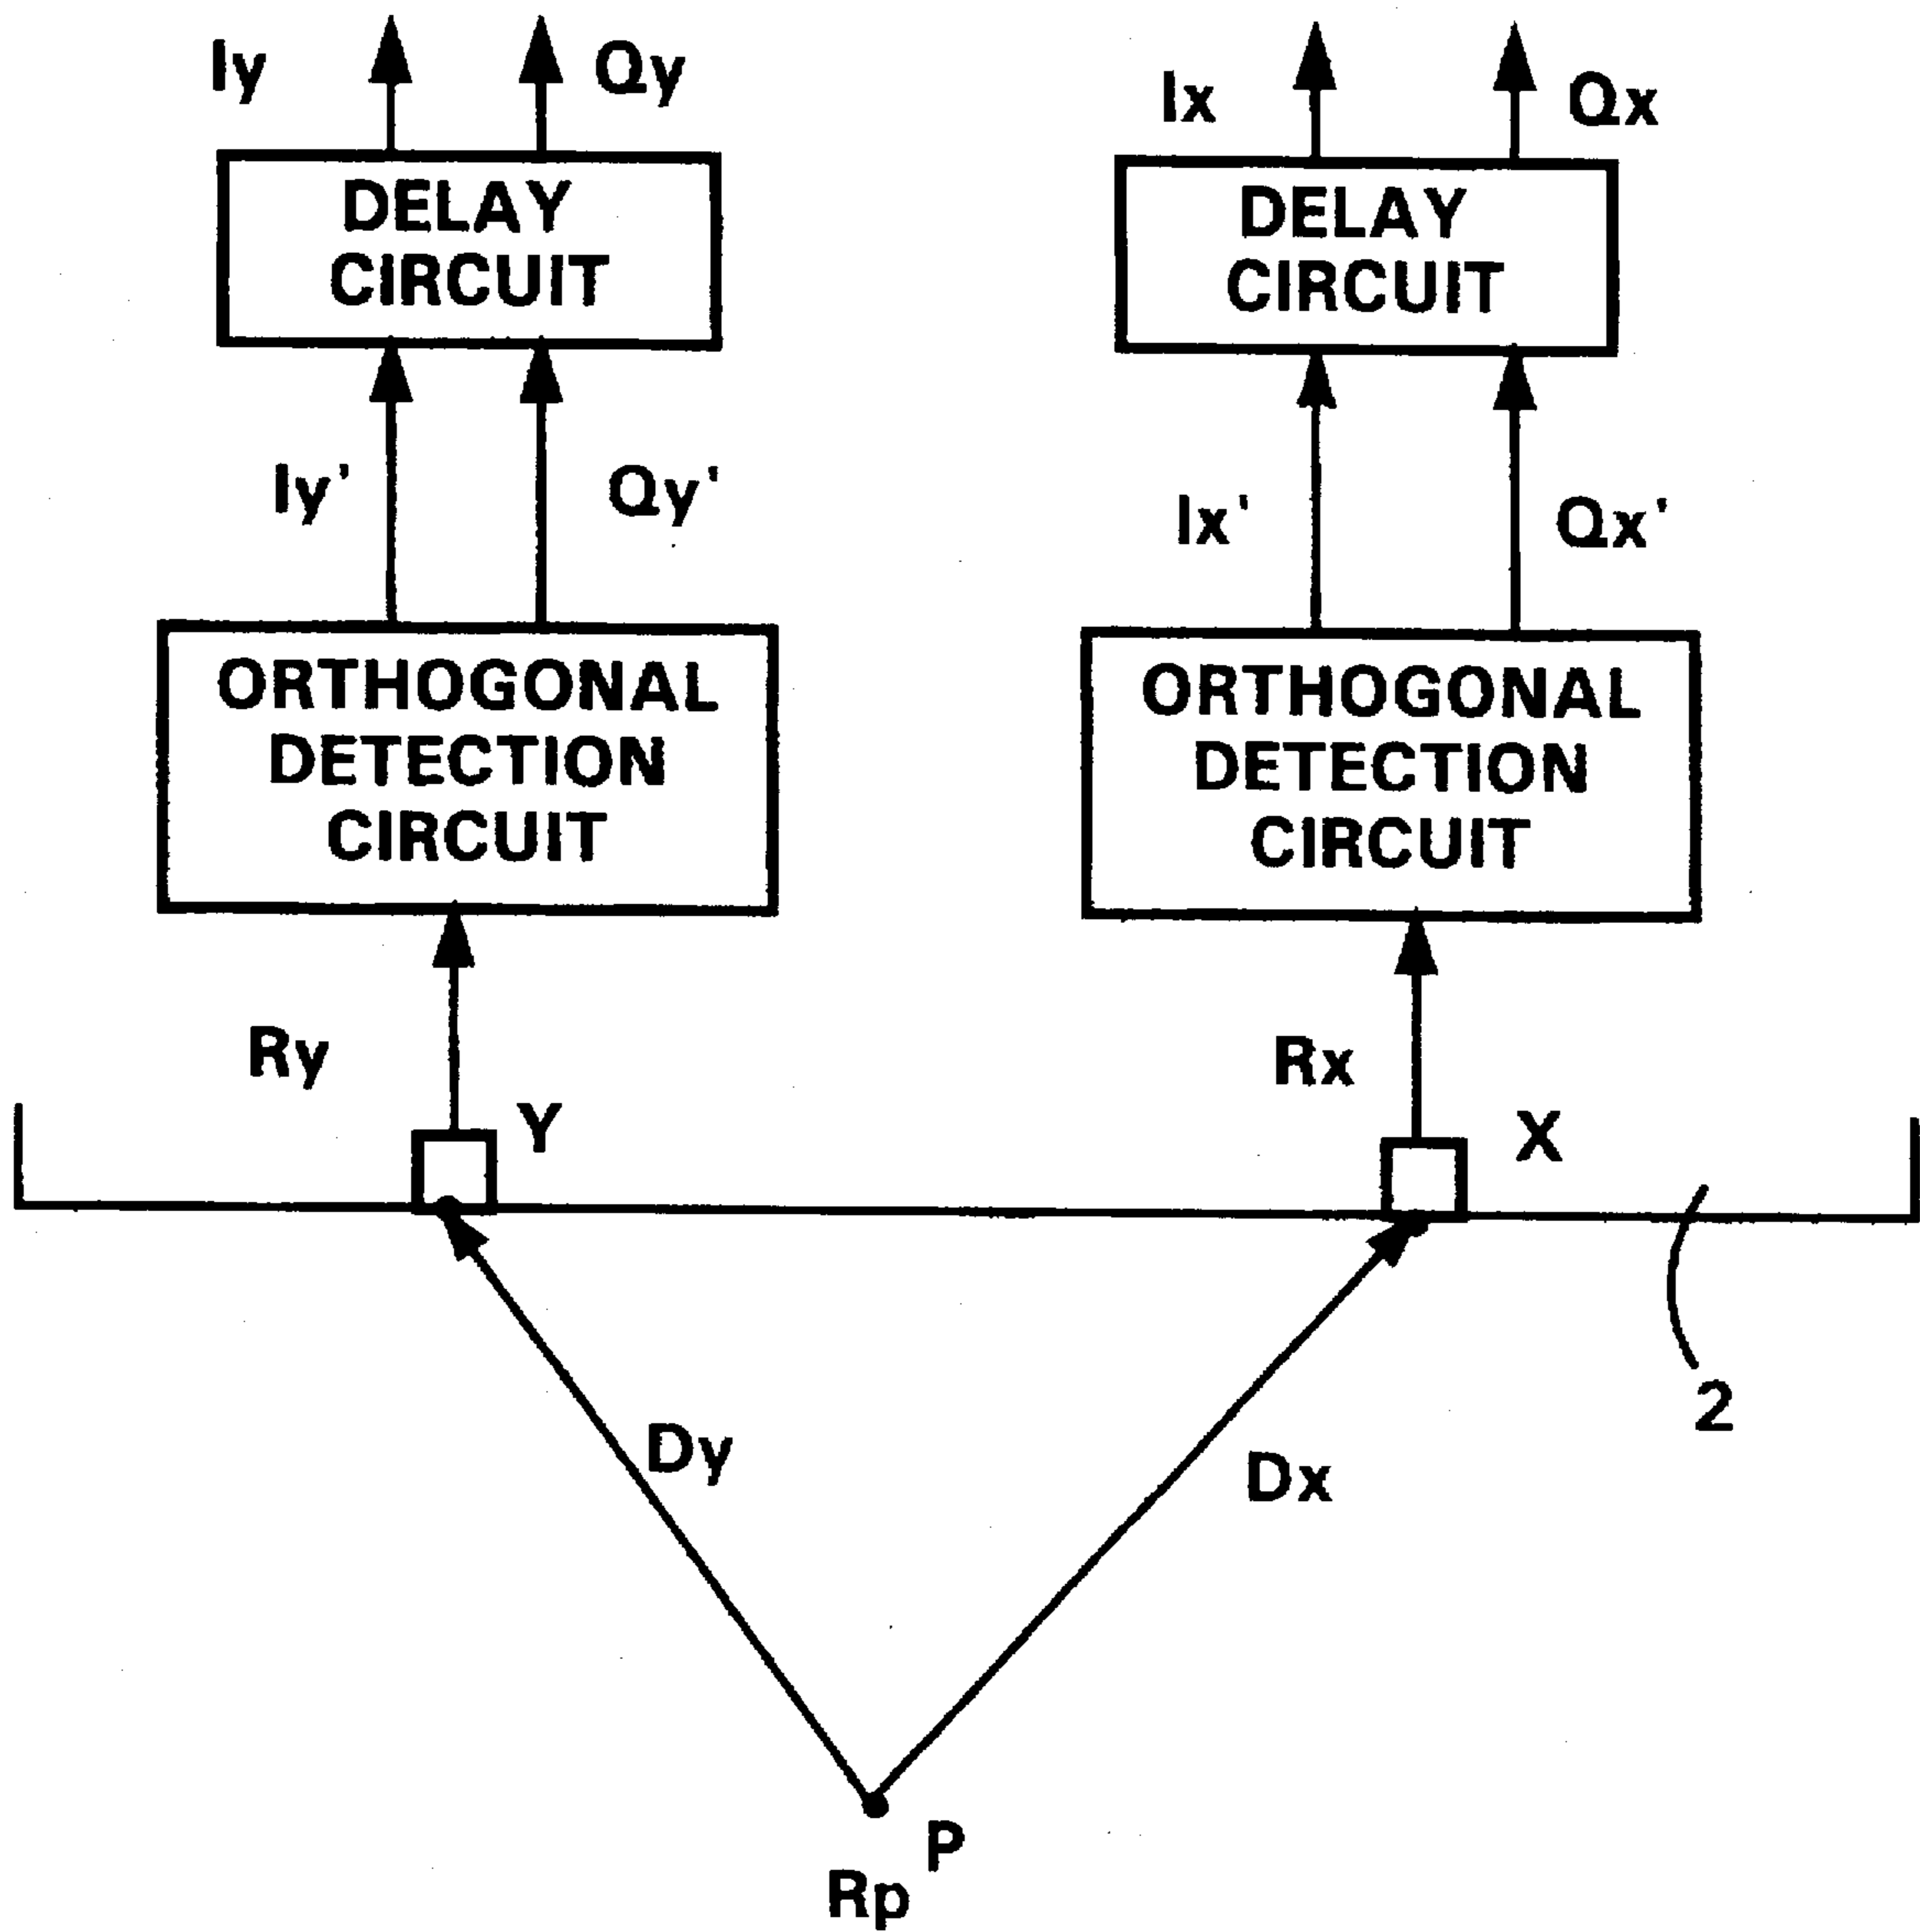 Iy Qy Ix Qx
DELAY
CIRCUIT
DELAY
CIRCUIT
Iy' Qy' Ix' Qx'
ORTHOGONAL
DETECTION
CIRCUIT
ORTHOGONAL
DETECTION
CIRCUIT
Ry Rx
Y X
2
Dy Dx
P
Rp